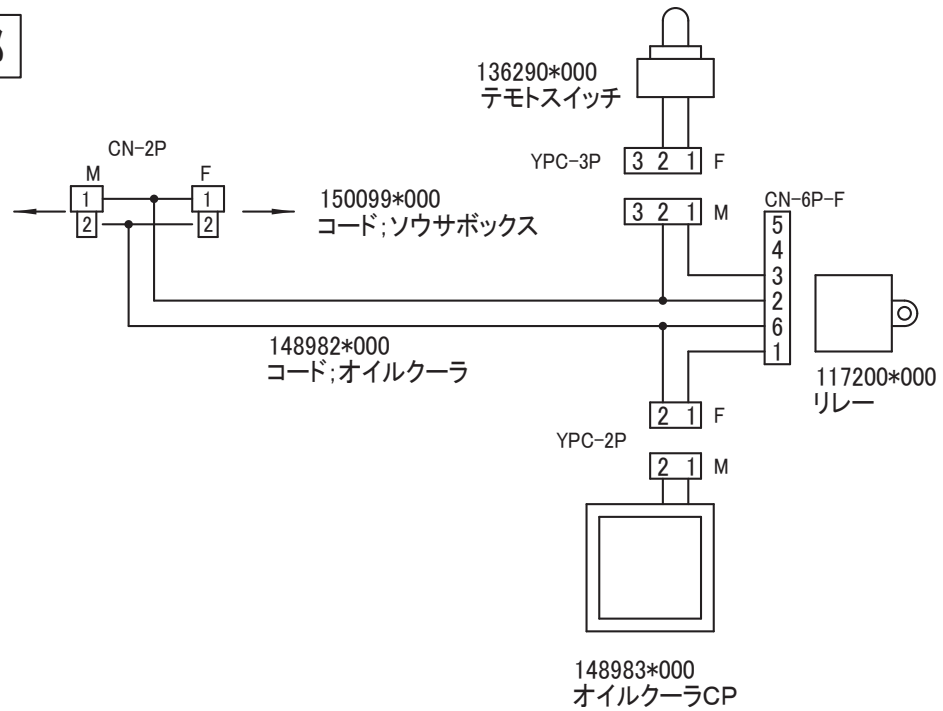 136290*000
テモトスイッチ
CN-2P
M
F
1
1
2
2
150099*000
コード;ソウサボックス
YPC-3P
3 2 1
F
3 2 1
M
CN-6P-F
5
4
3
2
6
1
148982*000
コード;オイルクーラ
117200*000
リレー
2 1
F
YPC-2P
2 1
M
148983*000
オイルクーラCP